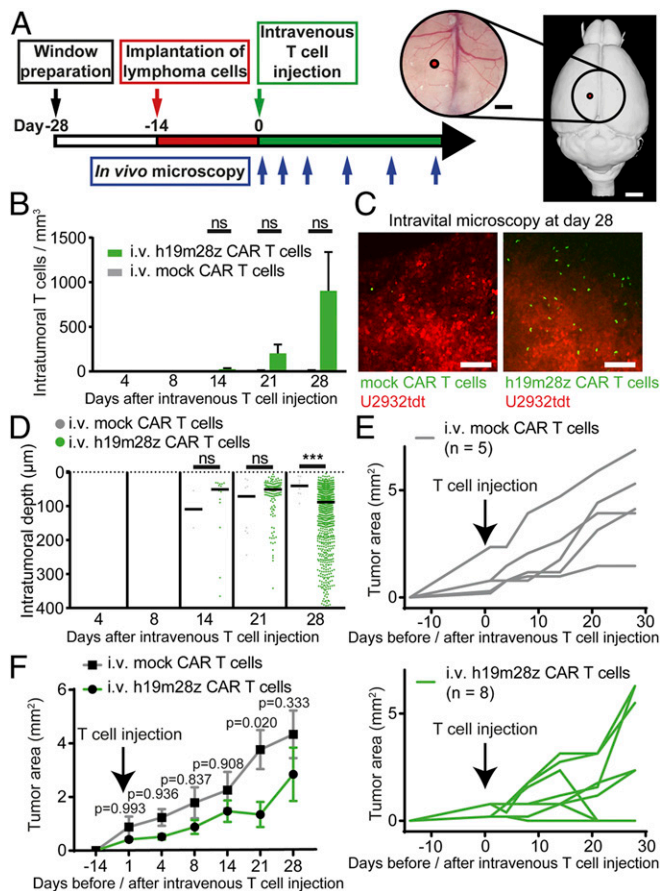 A
Window preparation
Implantation of lymphoma cells
Intravenous T cell injection
Day-28
-14
0
In vivo microscopy
B
ns
ns
ns
i.v. h19m28z CAR T cells
i.v. mock CAR T cells
Intratumoral T cells / mm³
1500
1000
500
0
4
8
14
21
28
Days after intravenous T cell injection
C
Intravital microscopy at day 28
mock CAR T cells
U2932tdt
h19m28z CAR T cells
U2932tdt
D
i.v. mock CAR T cells
i.v. h19m28z CAR T cells
ns
ns
***
Intratumoral depth (µm)
0
100
200
300
400
4
8
14
21
28
Days after intravenous T cell injection
E
i.v. mock CAR T cells
(n = 5)
T cell injection
Tumor area (mm²)
5
0
-10
0
10
20
30
Days before / after intravenous T cell injection
i.v. h19m28z CAR T cells
(n = 8)
T cell injection
Tumor area (mm²)
5
0
-10
0
10
20
30
Days before / after intravenous T cell injection
F
i.v. mock CAR T cells
i.v. h19m28z CAR T cells
T cell injection
p=0.993
p=0.936
p=0.837
p=0.908
p=0.020
p=0.333
Tumor area (mm²)
6
4
2
0
-14
1
4
8
14
21
28
Days before / after intravenous T cell injection